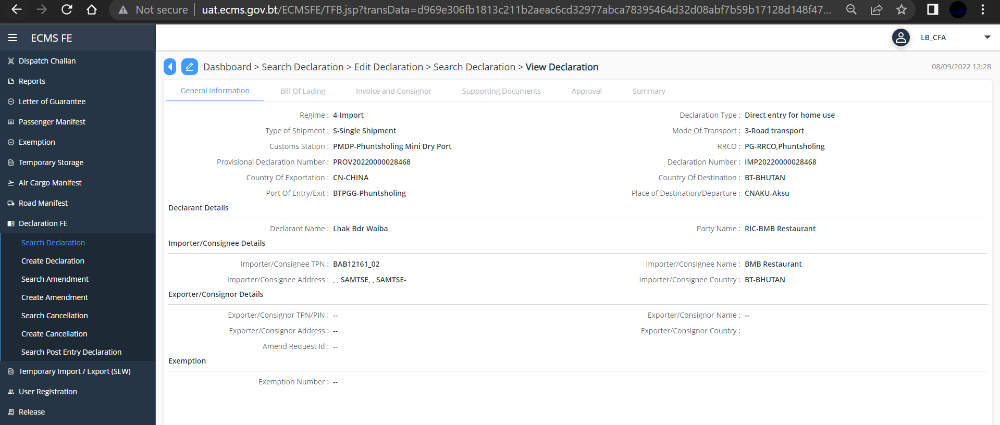 Not secure | uat.ecms.gov.bt/ECMSFE/TFB.jsp?transData=d969e306fb1813c211b2aeac6cd32977abca78395464d32d08abf7b59b17128d148f47...
ECMS FE
LB_CFA
Dispatch Challan
Reports
Letter of Guarantee
Passenger Manifest
Exemption
Temporary Storage
Air Cargo Manifest
Road Manifest
Declaration FE
Search Declaration
Create Declaration
Search Amendment
Create Amendment
Search Cancellation
Create Cancellation
Search Post Entry Declaration
Temporary Import / Export (SEW)
User Registration
Release
Dashboard > Search Declaration > Edit Declaration > Search Declaration > View Declaration
08/09/2022 12:28
General Information Bill Of Lading Invoice and Consignor Supporting Documents Approval Summary
Regime : 4-Import Declaration Type : Direct entry for home use
Type of Shipment : S-Single Shipment Mode Of Transport : 3-Road transport
Customs Station : PMDP-Phuntsholing Mini Dry Port RRCO : PG-RRCO,Phuntsholing
Provisional Declaration Number : PROV20220000028468 Declaration Number : IMP20220000028468
Country Of Exportation : CN-CHINA Country Of Destination : BT-BHUTAN
Port Of Entry/Exit : BTPGG-Phuntsholing Place of Destination/Departure : CNAKU-Aksu
Declarant Details
Declarant Name : Lhak Bdr Waiba Party Name : RIC-BMB Restaurant
Importer/Consignee Details
Importer/Consignee TPN : BAB12161_02 Importer/Consignee Name : BMB Restaurant
Importer/Consignee Address : , , SAMTSE, , SAMTSE- Importer/Consignee Country : BT-BHUTAN
Exporter/Consignor Details
Exporter/Consignor TPN/PIN : -- Exporter/Consignor Name : --
Exporter/Consignor Address : -- Exporter/Consignor Country :
Amend Request Id : --
Exemption
Exemption Number : --